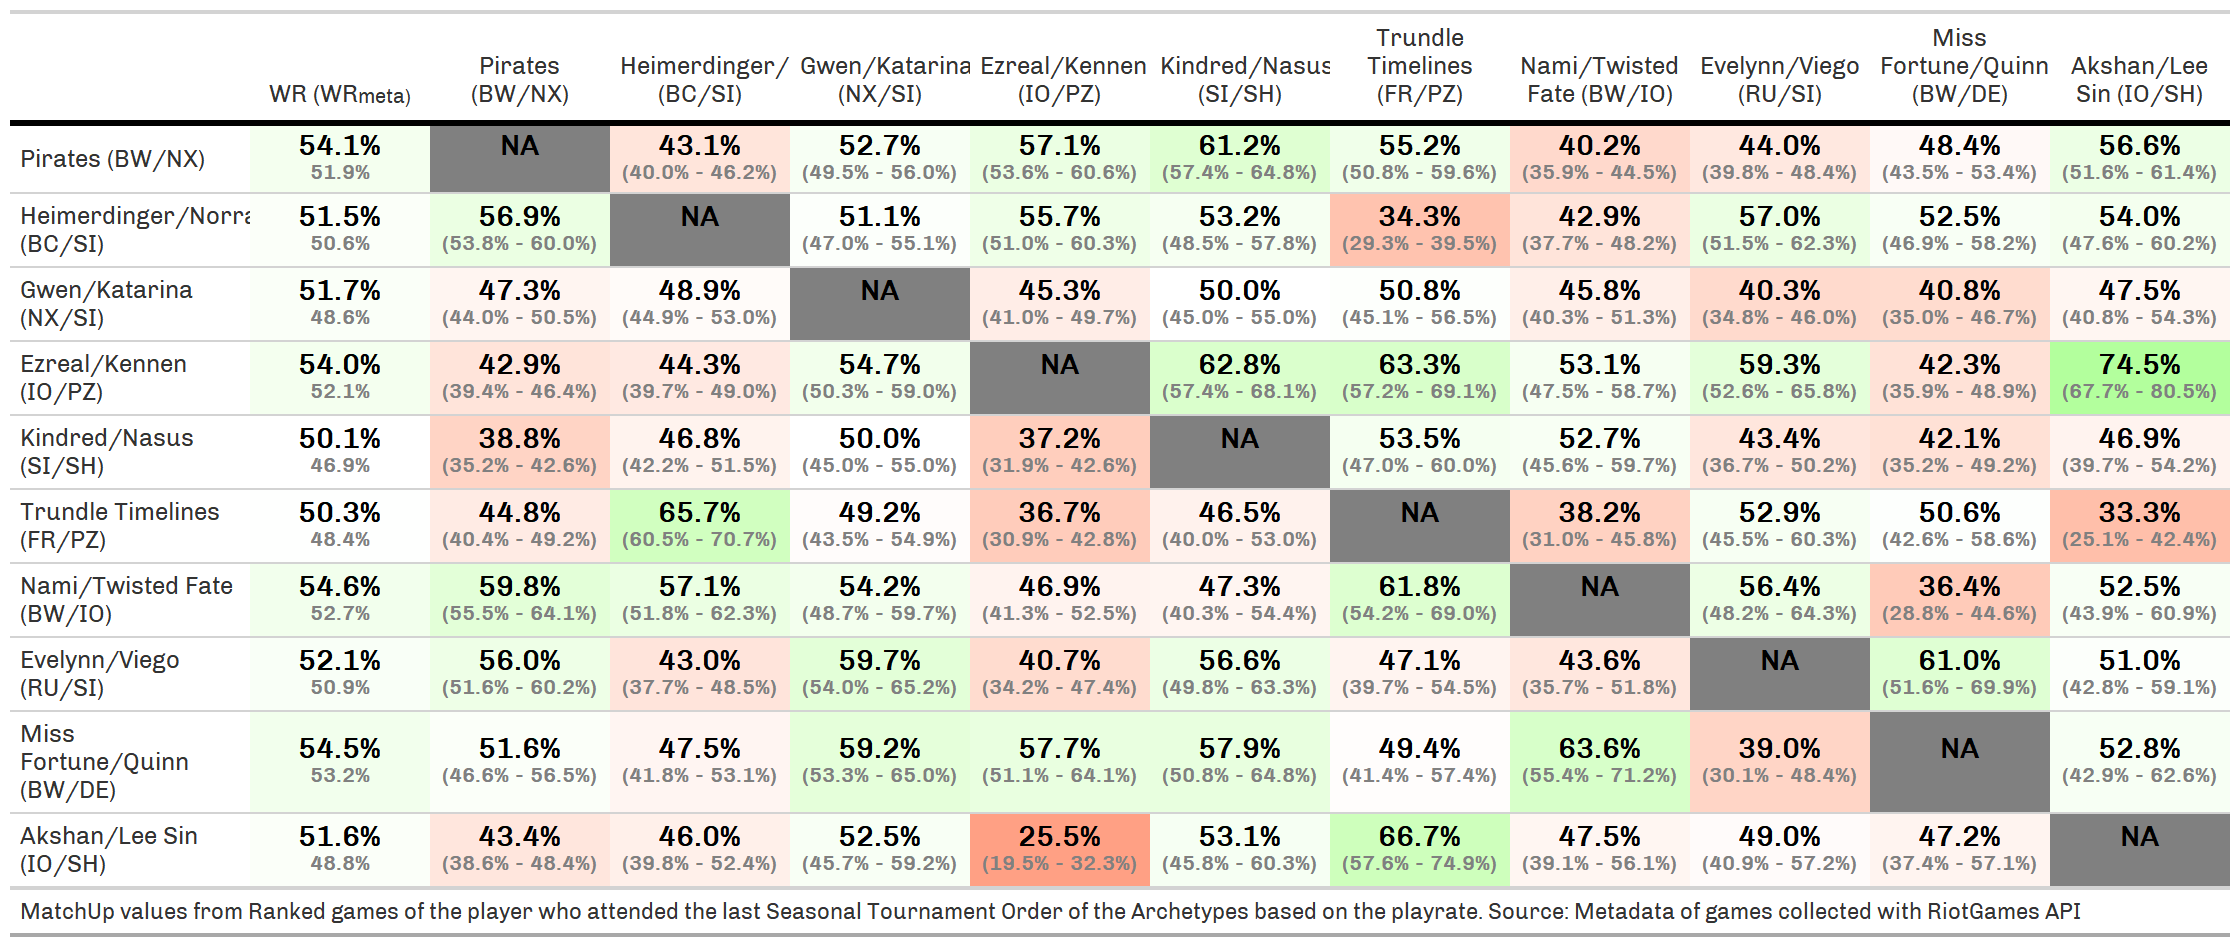 WR (WRmeta)
Pirates
(BW/NX)
Heimerdinger/
(BC/SI)
Gwen/Katarina
(NX/SI)
Ezreal/Kennen
(IO/PZ)
Kindred/Nasus
(SI/SH)
Trundle
Timelines
(FR/PZ)
Nami/Twisted
Fate (BW/IO)
Evelynn/Viego
(RU/SI)
Miss
Fortune/Quinn
(BW/DE)
Akshan/Lee
Sin (IO/SH)
Pirates (BW/NX)
54.1% NA 43.1% 52.7% 57.1% 61.2% 55.2% 40.2% 44.0% 48.4% 56.6%
51.9% (40.0% - 46.2%) (49.5% - 56.0%) (53.6% - 60.6%) (57.4% - 64.8%) (50.8% - 59.6%) (35.9% - 44.5%) (39.8% - 48.4%) (43.5% - 53.4%) (51.6% - 61.4%)
Heimerdinger/Norra
(BC/SI)
51.5% 56.9% NA 51.1% 55.7% 53.2% 34.3% 42.9% 57.0% 52.5% 54.0%
50.6% (53.8% - 60.0%) (47.0% - 55.1%) (51.0% - 60.3%) (48.5% - 57.8%) (29.3% - 39.5%) (37.7% - 48.2%) (51.5% - 62.3%) (46.9% - 58.2%) (47.6% - 60.2%)
Gwen/Katarina
(NX/SI)
51.7% 47.3% 48.9% NA 45.3% 50.0% 50.8% 45.8% 40.3% 40.8% 47.5%
48.6% (44.0% - 50.5%) (44.9% - 53.0%) (41.0% - 49.7%) (45.0% - 55.0%) (45.1% - 56.5%) (40.3% - 51.3%) (34.8% - 46.0%) (35.0% - 46.7%) (40.8% - 54.3%)
Ezreal/Kennen
(IO/PZ)
54.0% 42.9% 44.3% 54.7% NA 62.8% 63.3% 53.1% 59.3% 42.3% 74.5%
52.1% (39.4% - 46.4%) (39.7% - 49.0%) (50.3% - 59.0%) (57.4% - 68.1%) (57.2% - 69.1%) (47.5% - 58.7%) (52.6% - 65.8%) (35.9% - 48.9%) (67.7% - 80.5%)
Kindred/Nasus
(SI/SH)
50.1% 38.8% 46.8% 50.0% 37.2% NA 53.5% 52.7% 43.4% 42.1% 46.9%
46.9% (35.2% - 42.6%) (42.2% - 51.5%) (45.0% - 55.0%) (31.9% - 42.6%) (47.0% - 60.0%) (45.6% - 59.7%) (36.7% - 50.2%) (35.2% - 49.2%) (39.7% - 54.2%)
Trundle Timelines
(FR/PZ)
50.3% 44.8% 65.7% 49.2% 36.7% 46.5% NA 38.2% 52.9% 50.6% 33.3%
48.4% (40.4% - 49.2%) (60.5% - 70.7%) (43.5% - 54.9%) (30.9% - 42.8%) (40.0% - 53.0%) (31.0% - 45.8%) (45.5% - 60.3%) (42.6% - 58.6%) (25.1% - 42.4%)
Nami/Twisted Fate
(BW/IO)
54.6% 59.8% 57.1% 54.2% 46.9% 47.3% 61.8% NA 56.4% 36.4% 52.5%
52.7% (55.5% - 64.1%) (51.8% - 62.3%) (48.7% - 59.7%) (41.3% - 52.5%) (40.3% - 54.4%) (54.2% - 69.0%) (48.2% - 64.3%) (28.8% - 44.6%) (43.9% - 60.9%)
Evelynn/Viego
(RU/SI)
52.1% 56.0% 43.0% 59.7% 40.7% 56.6% 47.1% 43.6% NA 61.0% 51.0%
50.9% (51.6% - 60.2%) (37.7% - 48.5%) (54.0% - 65.2%) (34.2% - 47.4%) (49.8% - 63.3%) (39.7% - 54.5%) (35.7% - 51.8%) (51.6% - 69.9%) (42.8% - 59.1%)
Miss
Fortune/Quinn
(BW/DE)
54.5% 51.6% 47.5% 59.2% 57.7% 57.9% 49.4% 63.6% 39.0% NA 52.8%
53.2% (46.6% - 56.5%) (41.8% - 53.1%) (53.3% - 65.0%) (51.1% - 64.1%) (50.8% - 64.8%) (41.4% - 57.4%) (55.4% - 71.2%) (30.1% - 48.4%) (42.9% - 62.6%)
Akshan/Lee Sin
(IO/SH)
51.6% 43.4% 46.0% 52.5% 25.5% 53.1% 66.7% 47.5% 49.0% 47.2% NA
48.8% (38.6% - 48.4%) (39.8% - 52.4%) (45.7% - 59.2%) (19.5% - 32.3%) (45.8% - 60.3%) (57.6% - 74.9%) (39.1% - 56.1%) (40.9% - 57.2%) (37.4% - 57.1%)
MatchUp values from Ranked games of the player who attended the last Seasonal Tournament Order of the Archetypes based on the playrate. Source: Metadata of games collected with RiotGames API